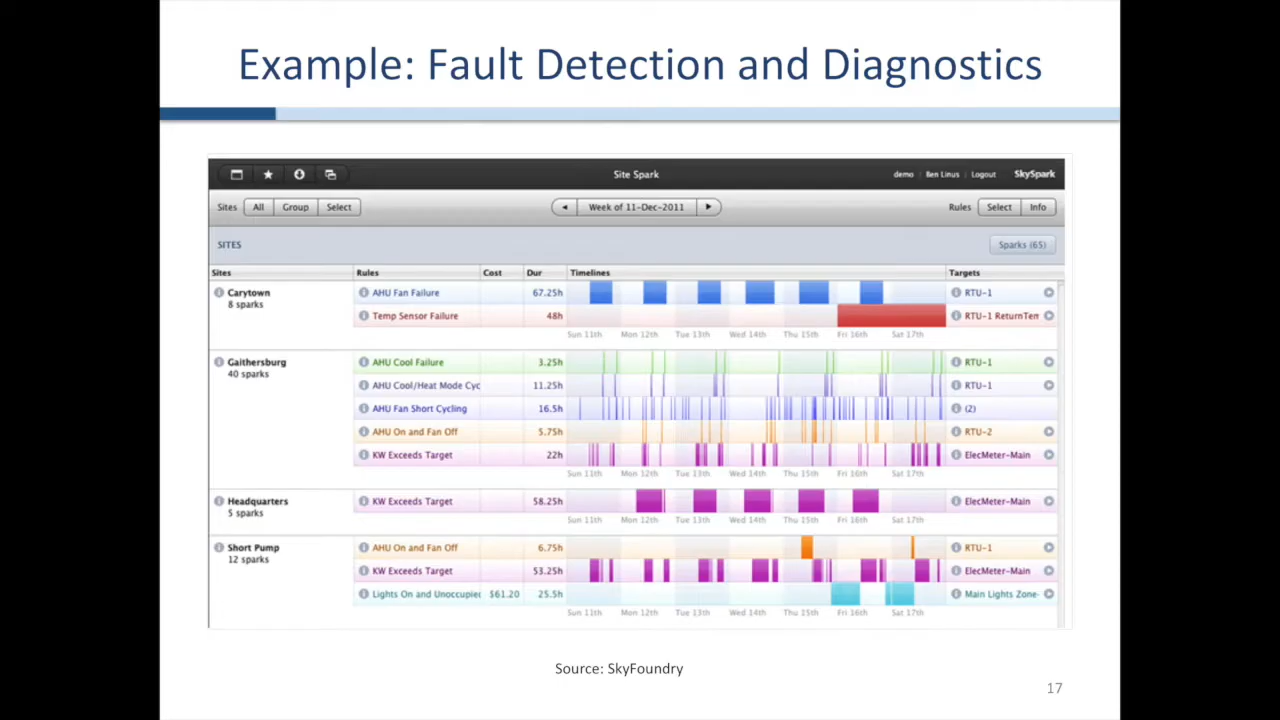 Example: Fault Detection and Diagnostics
Site Spark
demo Ben Linus Logout SkySpark
Sites All Group Select
Week of 11-Dec-2011
Rules Select Info
SITES
Sparks (65)
Sites Rules Cost Dur Timelines Targets
Carytown AHU Fan Failure 67.25h RTU-1
8 sparks
Temp Sensor Failure 48h RTU-1 ReturnTem
Sun 11th Mon 12th Tue 13th Wed 14th Thu 15th Fri 16th Sat 17th
Gaithersburg AHU Cool Failure 3.25h RTU-1
40 sparks
AHU Cool/Heat Mode Cyc 11.25h RTU-1
AHU Fan Short Cycling 16.5h (2)
AHU On and Fan Off 5.75h RTU-2
KW Exceeds Target 22h ElecMeter-Main
Sun 11th Mon 12th Tue 13th Wed 14th Thu 15th Fri 16th Sat 17th
Headquarters KW Exceeds Target 58.25h ElecMeter-Main
5 sparks
Sun 11th Mon 12th Tue 13th Wed 14th Thu 15th Fri 16th Sat 17th
Short Pump AHU On and Fan Off 6.75h RTU-1
12 sparks
KW Exceeds Target 53.25h ElecMeter-Main
Lights On and Unoccupied $61.20 25.5h Main Lights Zone-
Sun 11th Mon 12th Tue 13th Wed 14th Thu 15th Fri 16th Sat 17th
Source: SkyFoundry
17